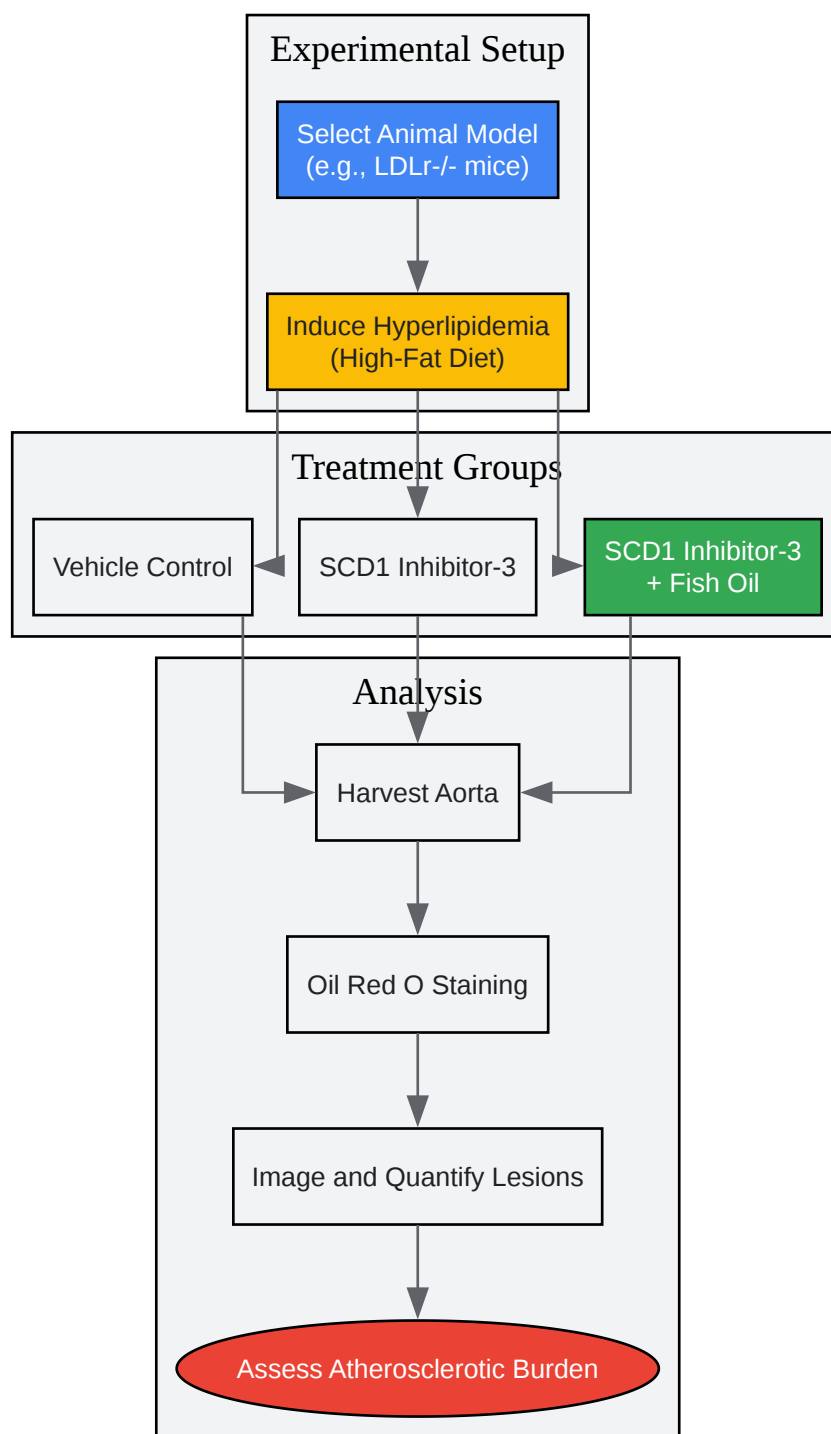 Experimental Setup
Select Animal Model
(e.g., LDLr-/- mice)
Induce Hyperlipidemia
(High-Fat Diet)
Treatment Groups
Vehicle Control
SCD1 Inhibitor-3
SCD1 Inhibitor-3
+ Fish Oil
Analysis
Harvest Aorta
Oil Red O Staining
Image and Quantify Lesions
Assess Atherosclerotic Burden